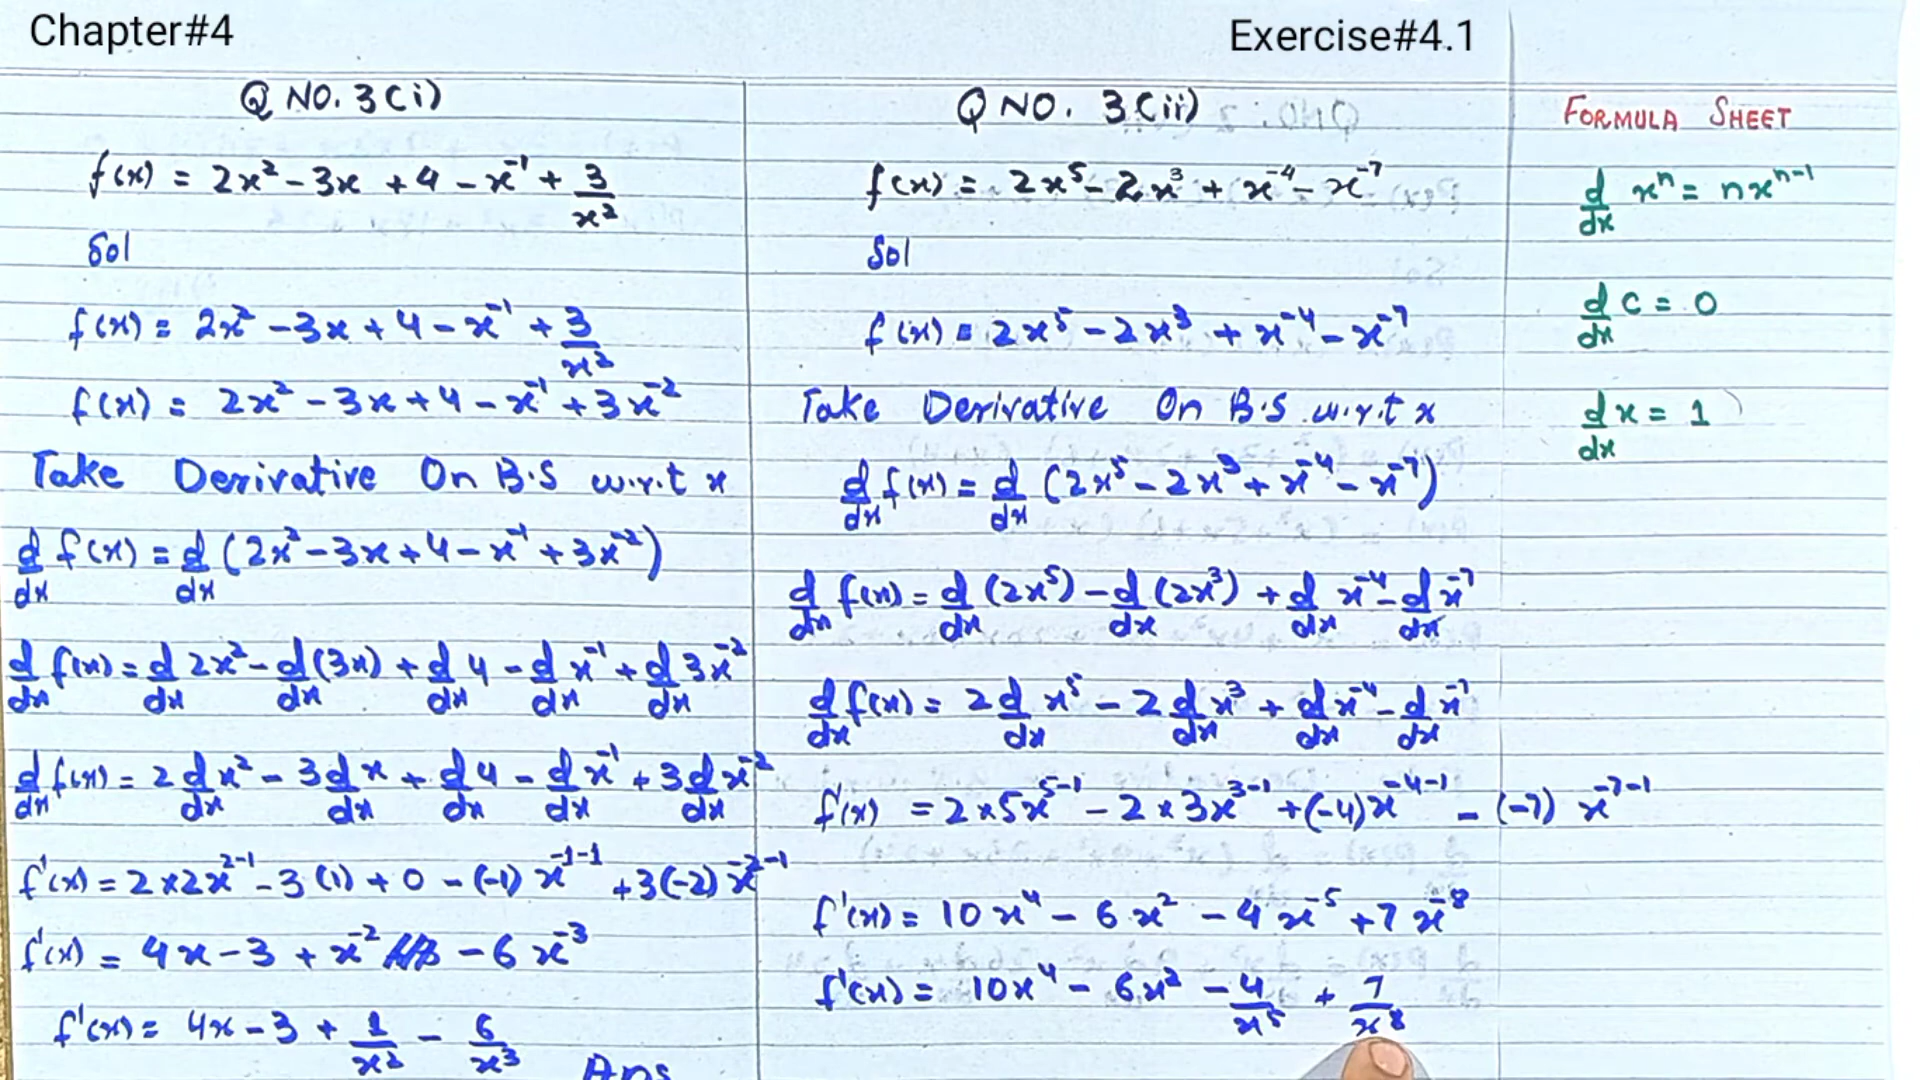 Chapter#4
Exercise#4.1
Q NO. 3(i)
f(x) = 2x² - 3x + 4 - x⁻¹ + 3/x²
Sol
f(x) = 2x² - 3x + 4 - x⁻¹ + 3/x²
f(x) = 2x² - 3x + 4 - x⁻¹ + 3x⁻²
Take Derivative On B.S w.r.t x
d/dx f(x) = d/dx (2x² - 3x + 4 - x⁻¹ + 3x⁻²)
d/dx f(x) = d/dx 2x² - d/dx (3x) + d/dx 4 - d/dx x⁻¹ + d/dx 3x⁻²
d/dx f(x) = 2 d/dx x² - 3 d/dx x + d/dx 4 - d/dx x⁻¹ + 3 d/dx x⁻²
f'(x) = 2×2x²⁻¹ - 3(1) + 0 - (-1) x⁻¹⁻¹ + 3(-2) x⁻²⁻¹
f'(x) = 4x - 3 + x⁻² - 6x⁻³
f'(x) = 4x - 3 + 1/x² - 6/x³
Ans
Q NO. 3(ii)
f(x) = 2x⁵ - 2x³ + x⁻⁴ - x⁻⁷
Sol
f(x) = 2x⁵ - 2x³ + x⁻⁴ - x⁻⁷
Take Derivative On B.S w.r.t x
d/dx f(x) = d/dx (2x⁵ - 2x³ + x⁻⁴ - x⁻⁷)
d/dx f(x) = d/dx (2x⁵) - d/dx (2x³) + d/dx x⁻⁴ - d/dx x⁻⁷
d/dx f(x) = 2 d/dx x⁵ - 2 d/dx x³ + d/dx x⁻⁴ - d/dx x⁻⁷
f'(x) = 2×5x⁵⁻¹ - 2×3x³⁻¹ + (-4)x⁻⁴⁻¹ - (-7) x⁻⁷⁻¹
f'(x) = 10x⁴ - 6x² - 4x⁻⁵ + 7x⁻⁸
f'(x) = 10x⁴ - 6x² - 4/x⁵ + 7/x⁸
FORMULA SHEET
d/dx xⁿ = nxⁿ⁻¹
d/dx c = 0
d/dx x = 1